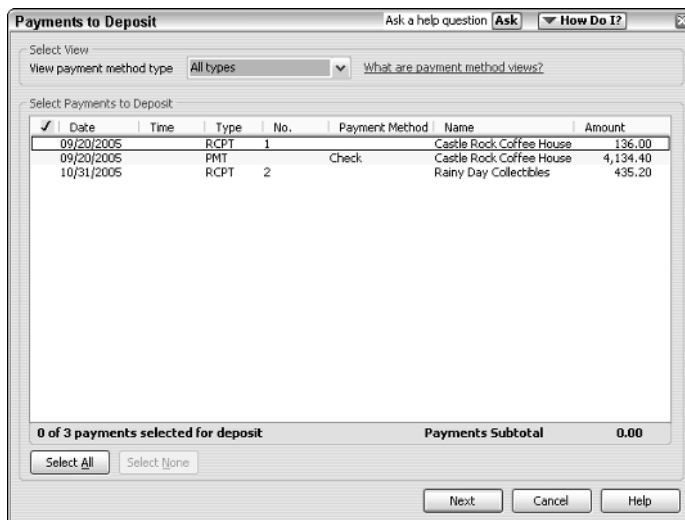 Payments to Deposit Ask a help question Ask How Do I?
Select View
View payment method type All types What are payment method views?
Select Payments to Deposit
Date Time Type No. Payment Method Name Amount
09/20/2005 RCPT 1 Castle Rock Coffee House 136.00
09/20/2005 PMT Check Castle Rock Coffee House 4,134.40
10/31/2005 RCPT 2 Rainy Day Collectibles 435.20
0 of 3 payments selected for deposit Payments Subtotal 0.00
Select All Select None
Next Cancel Help